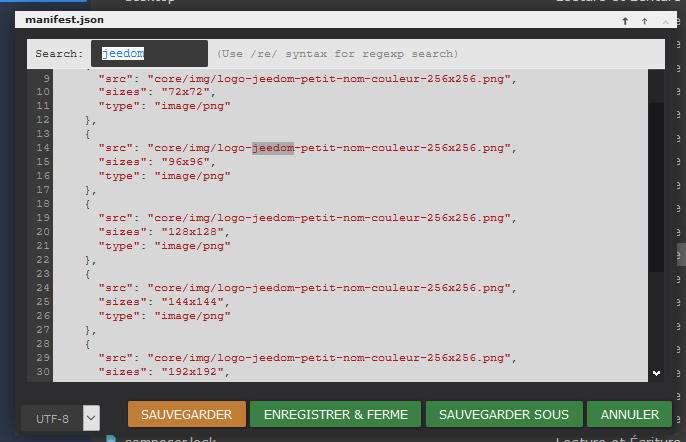 manifest.json
Search: jeedom (Use /re/ syntax for regexp search)
9 "src": "core/img/logo-jeedom-petit-nom-couleur-256x256.png",
10 "sizes": "72x72",
11 "type": "image/png"
12 },
13 {
14 "src": "core/img/logo-jeedom-petit-nom-couleur-256x256.png",
15 "sizes": "96x96",
16 "type": "image/png"
17 },
18 {
19 "src": "core/img/logo-jeedom-petit-nom-couleur-256x256.png",
20 "sizes": "128x128",
21 "type": "image/png"
22 },
23 {
24 "src": "core/img/logo-jeedom-petit-nom-couleur-256x256.png",
25 "sizes": "144x144",
26 "type": "image/png"
27 },
28 {
29 "src": "core/img/logo-jeedom-petit-nom-couleur-256x256.png",
30 "sizes": "192x192",
UTF-8 SAUVEGARDER ENREGISTRER & FERME SAUVEGARDER SOUS ANNULER
composer.lock Lecture et Écriture